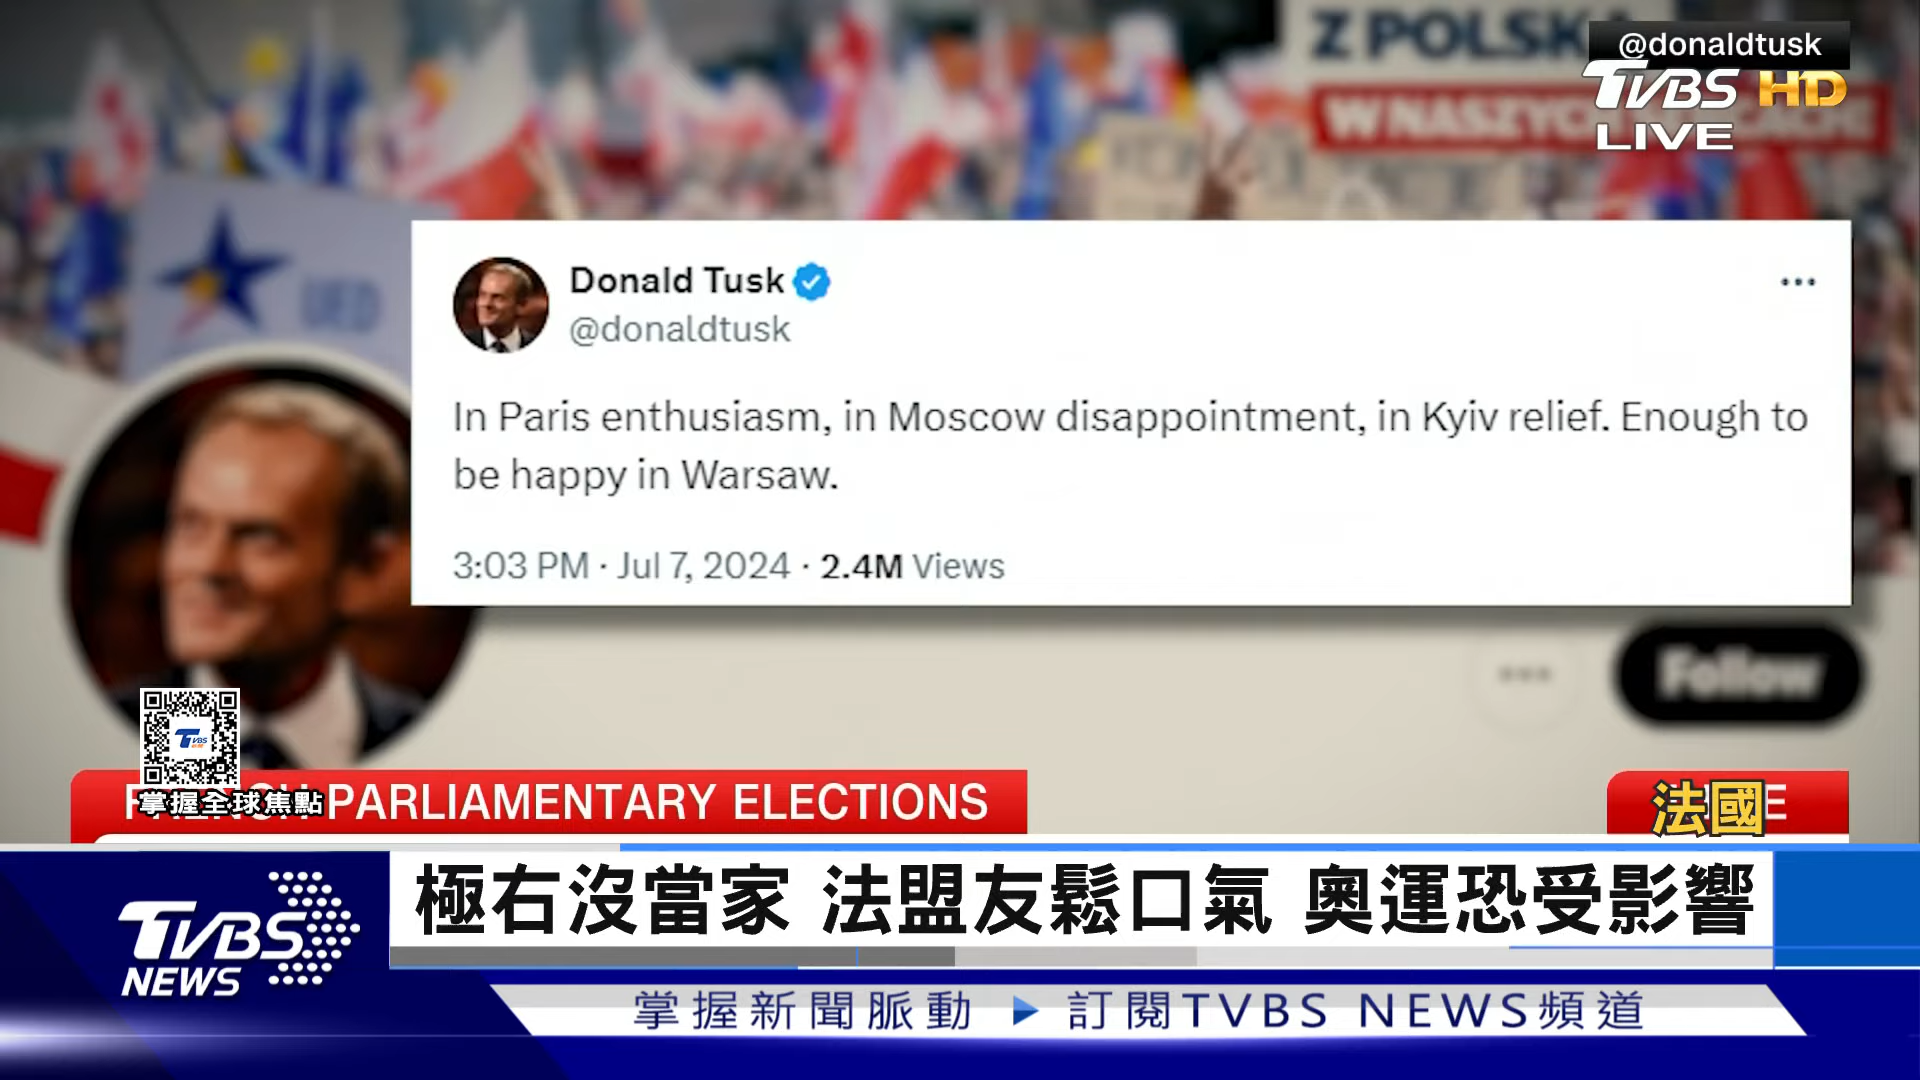 Z POLSK
@donaldtusk
TVBS HD
LIVE
W NASZYCH
UED
Donald Tusk
@donaldtusk
In Paris enthusiasm, in Moscow disappointment, in Kyiv relief. Enough to
be happy in Warsaw.
3:03 PM · Jul 7, 2024 · 2.4M Views
Follow
TVBS
掌握全球焦點
PARLIAMENTARY ELECTIONS
法國
極右沒當家 法盟友鬆口氣 奧運恐受影響
TVBS
NEWS
掌握新聞脈動 ▶ 訂閱TVBS NEWS頻道